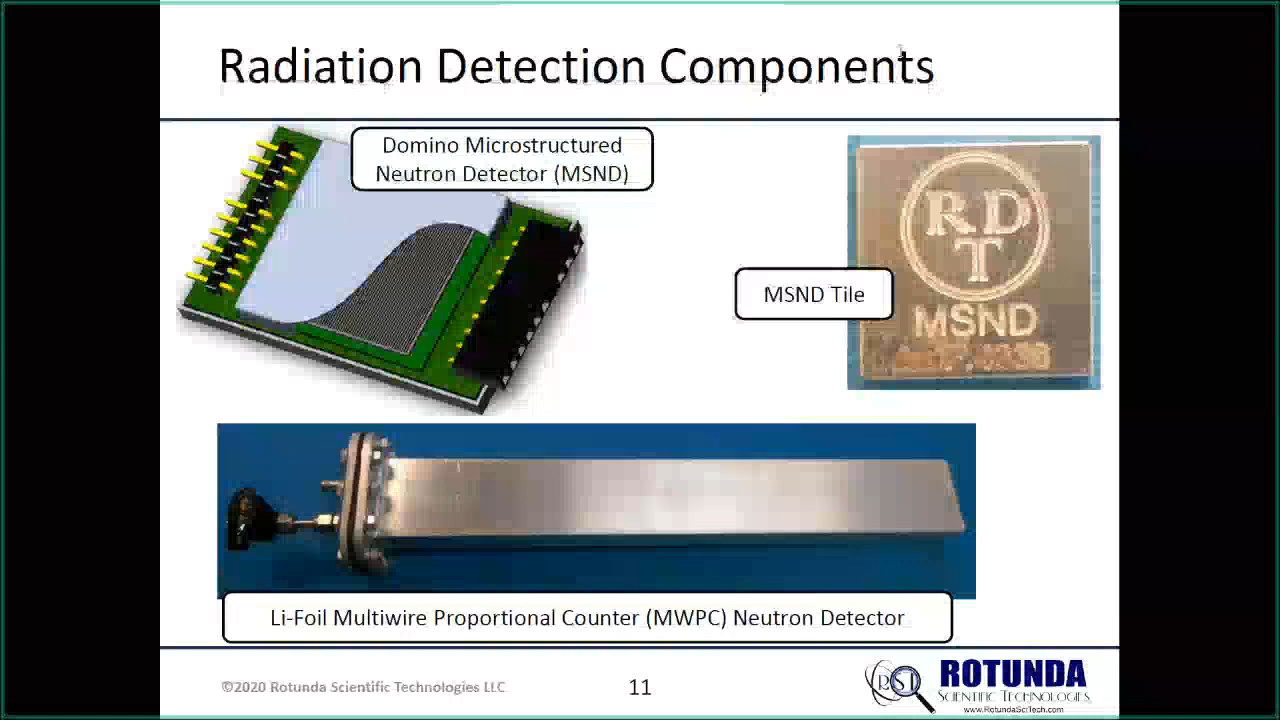 Radiation Detection Components
Domino Microstructured
Neutron Detector (MSND)
RD
T
MSND Tile
MSND
Li-Foil Multiwire Proportional Counter (MWPC) Neutron Detector
©2020 Rotunda Scientific Technologies LLC
11
RST
ROTUNDA
SCIENTIFIC TECHNOLOGIES
www.RotundaSciTech.com